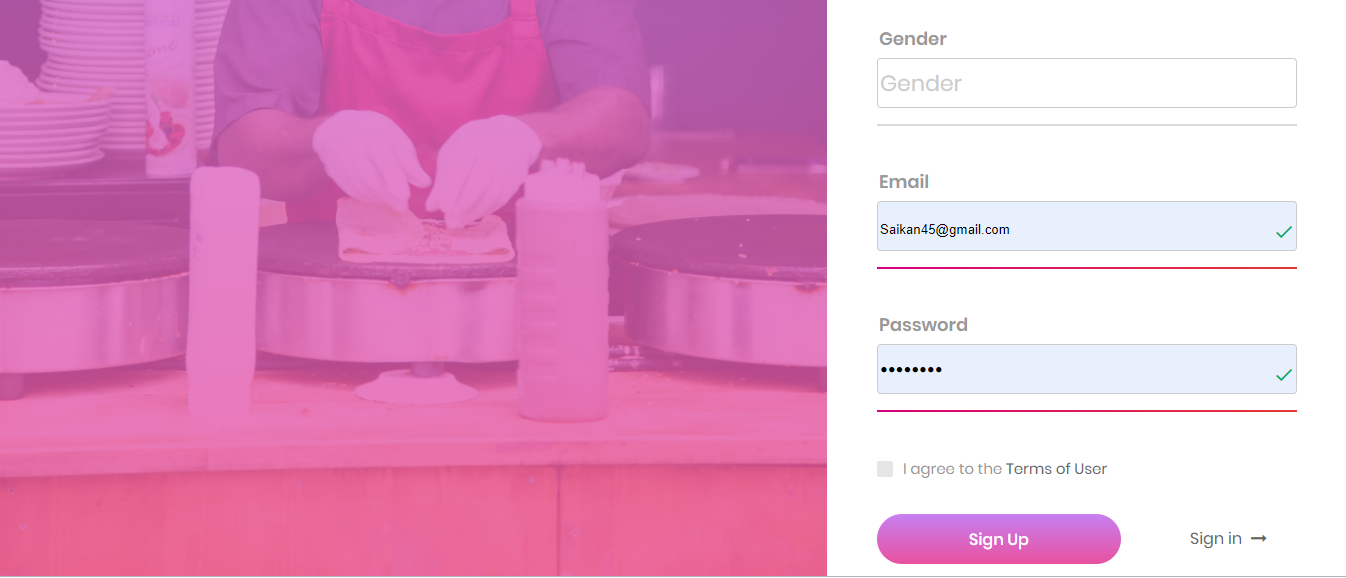 Gender
Gender
Email
Saikan45@gmail.com
Password
••••••••
I agree to the Terms of User
Sign Up
Sign in →